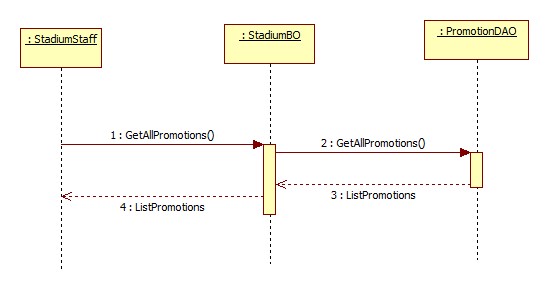 : StadiumStaff
: StadiumBO
: PromotionDAO
1 : GetAllPromotions()
2 : GetAllPromotions()
3 : ListPromotions
4 : ListPromotions